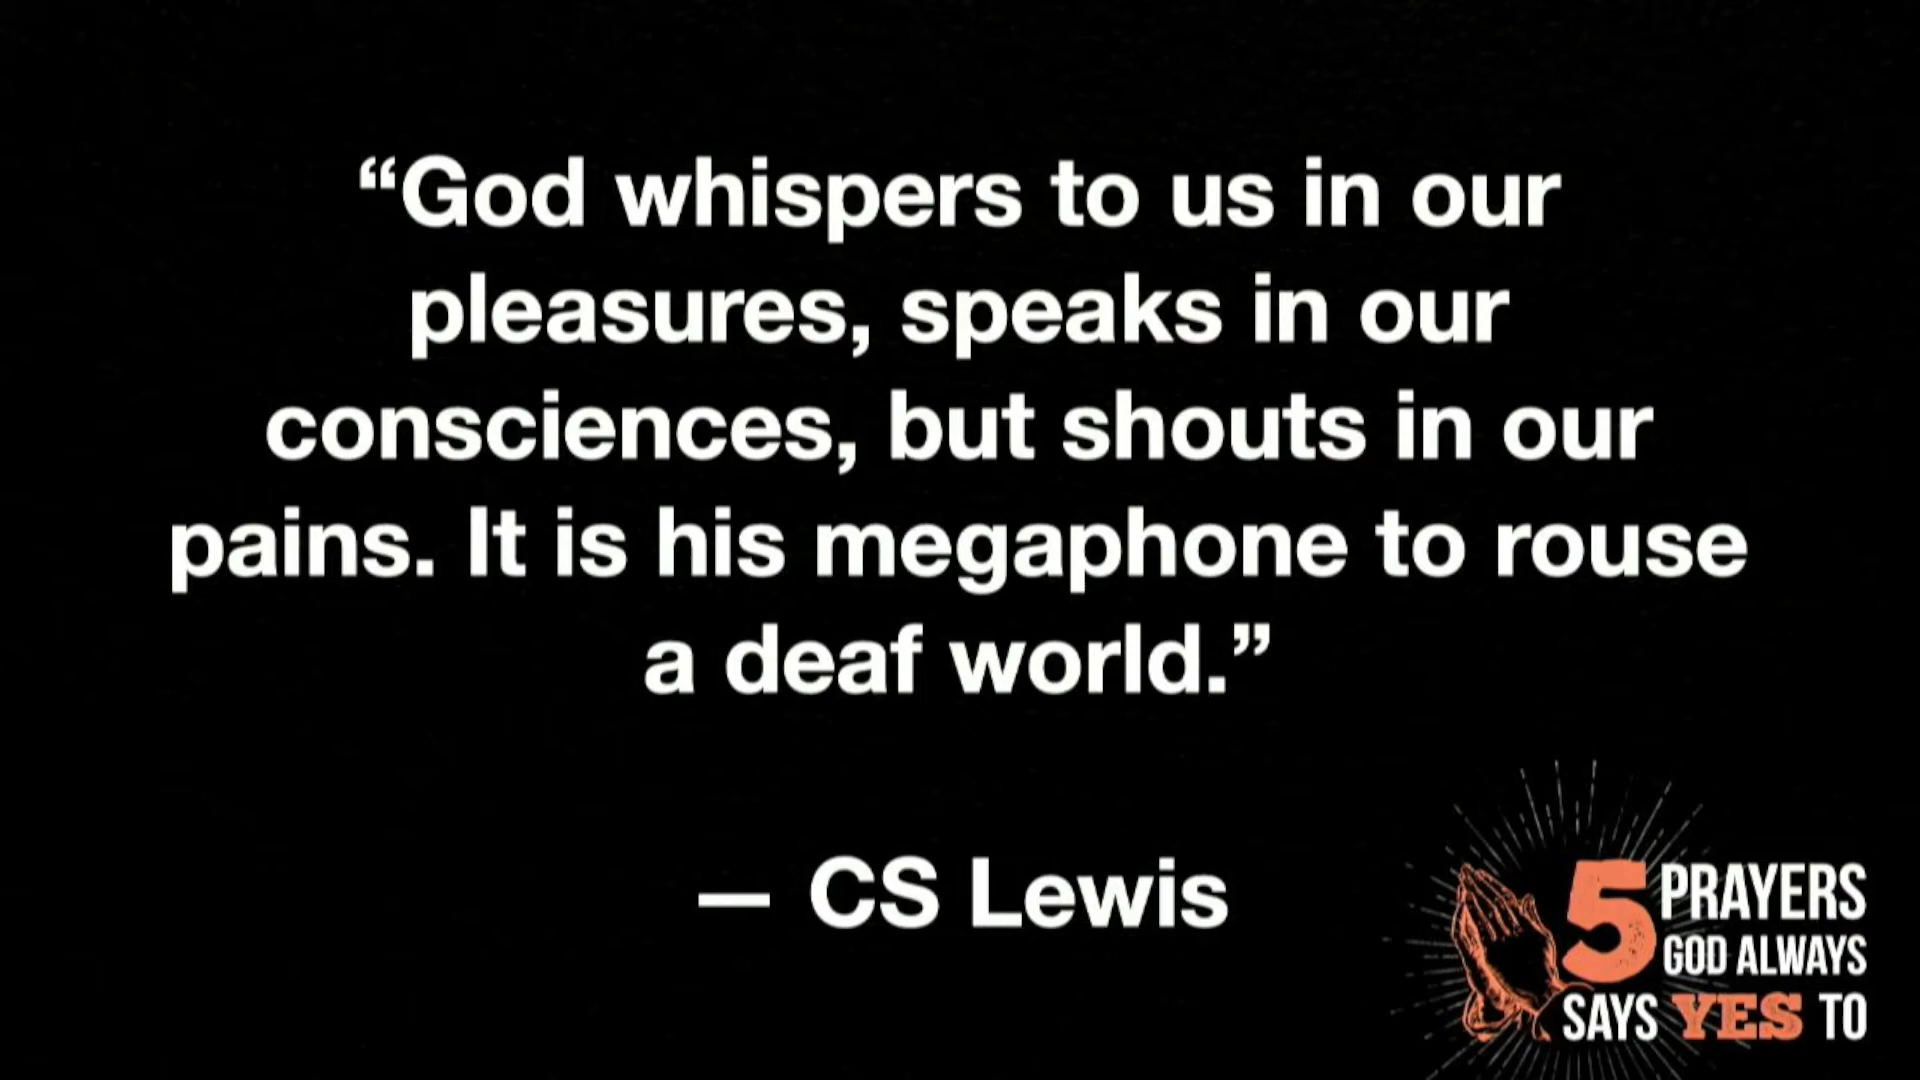 “God whispers to us in our
pleasures, speaks in our
consciences, but shouts in our
pains. It is his megaphone to rouse
a deaf world.”
— CS Lewis
5 PRAYERS
GOD ALWAYS
SAYS YES TO